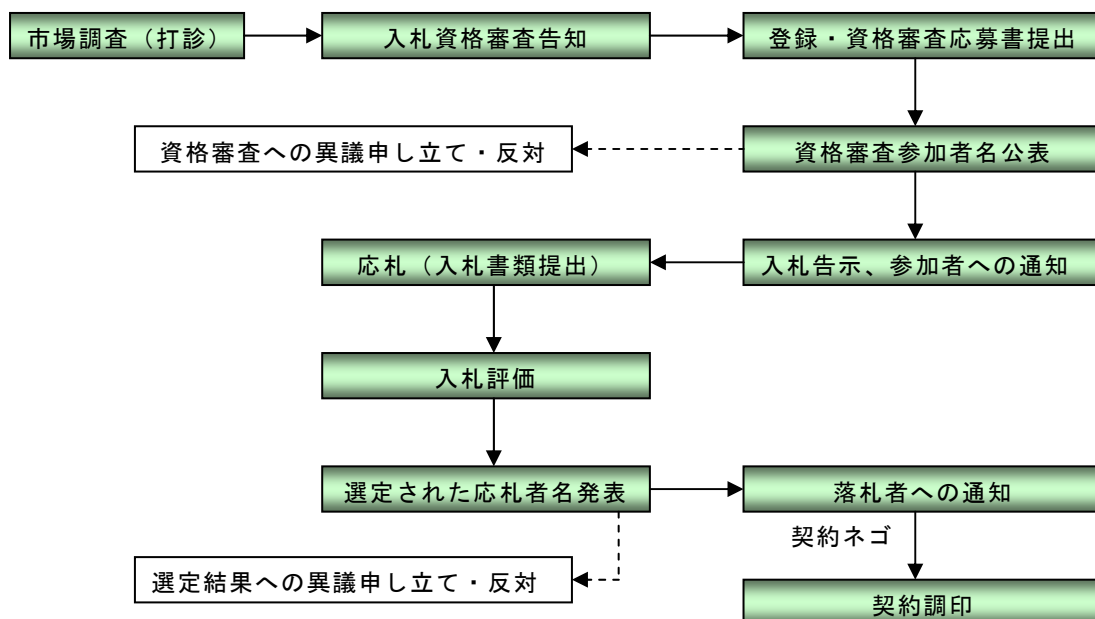 市場調査（打診）
入札資格審査告知
登録・資格審査応募書提出
資格審査への異議申し立て・反対
資格審査参加者名公表
応札（入札書類提出）
入札告示、参加者への通知
入札評価
選定された応札者名発表
落札者への通知
契約ネゴ
選定結果への異議申し立て・反対
契約調印